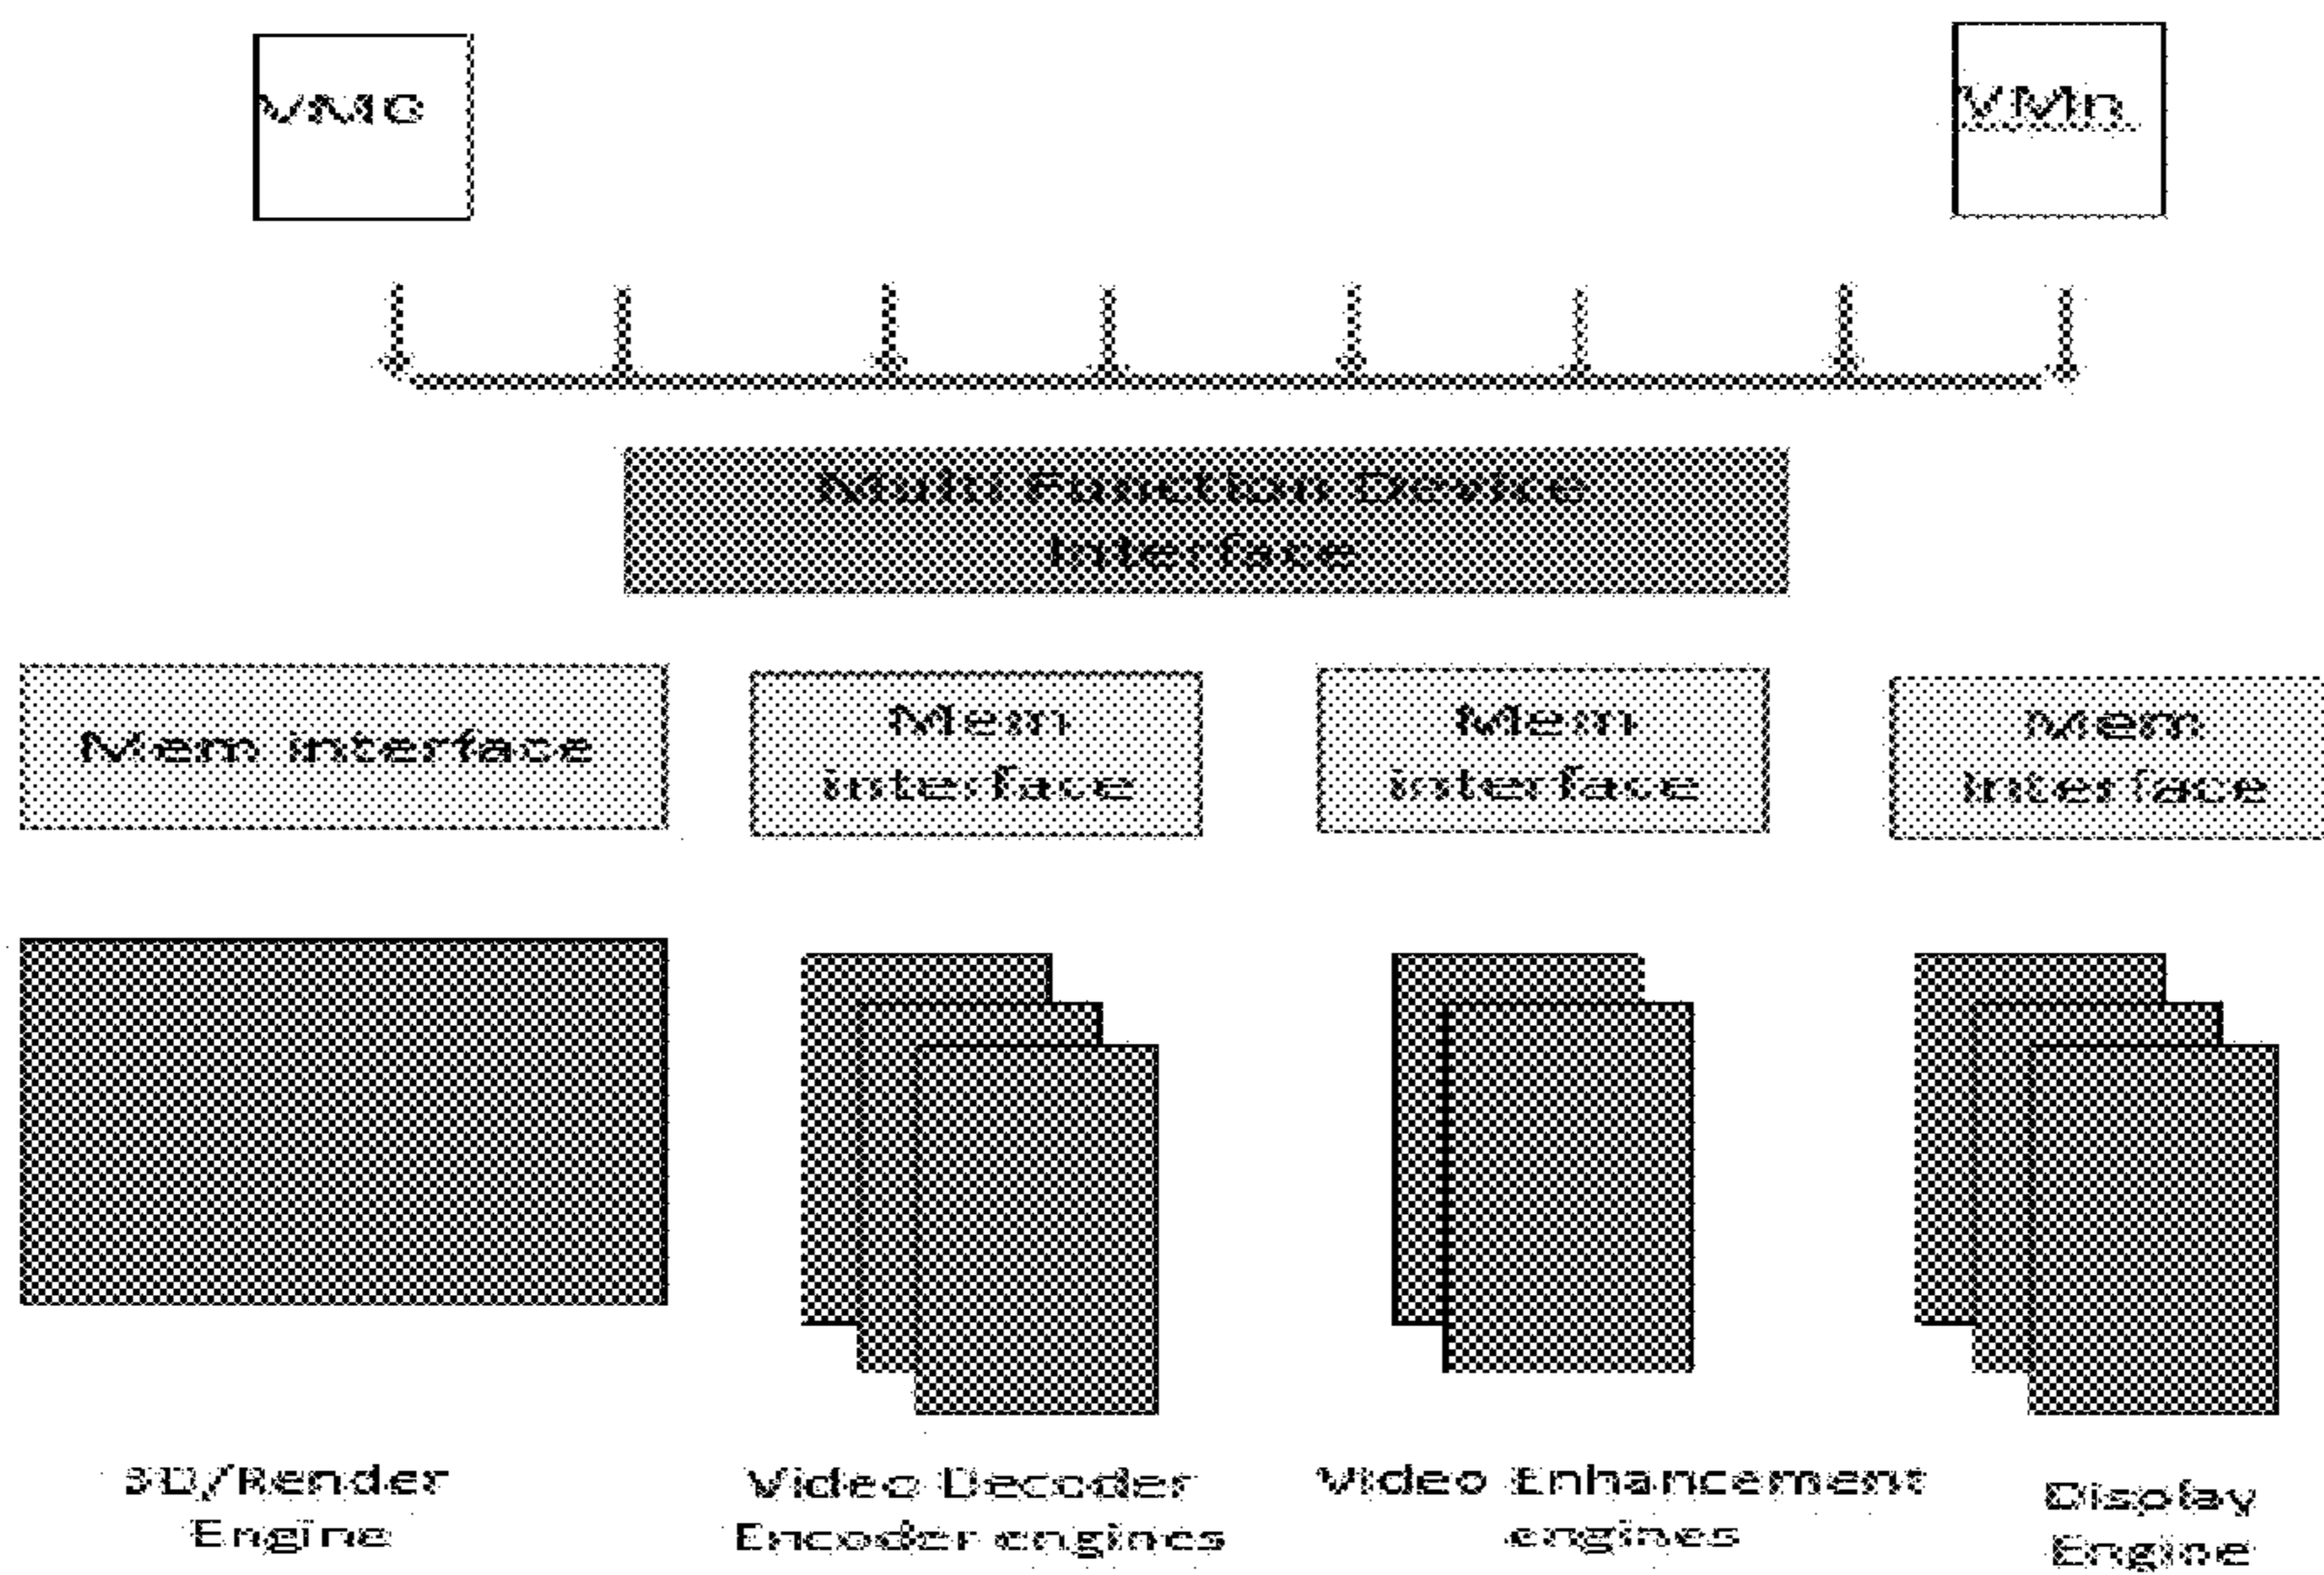 VM0
VMn
Multi Function Device
Interface
Mem interface
Mem
interface
Mem
interface
Mem
interface
3D/Render
Engine
Video Decoder
Encoder engines
Video Enhancement
engines
Display
Engine